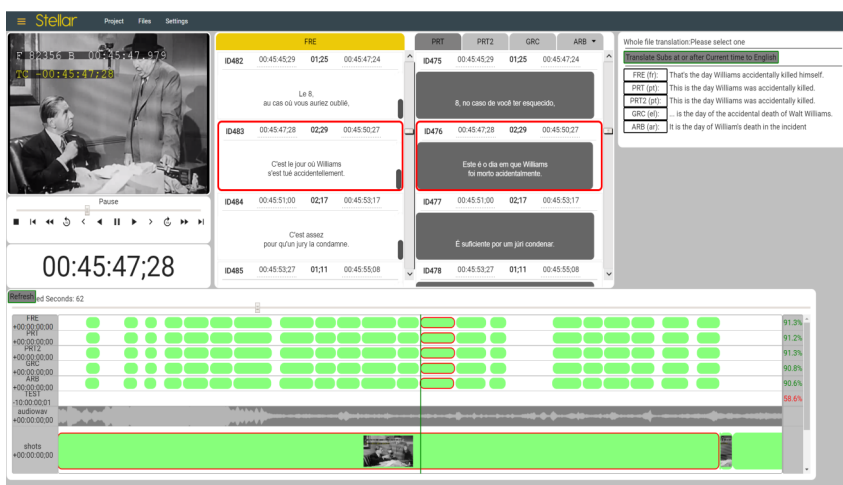 ≡ Stellar Project Files Settings
F 82356 B 00:45:47.979
TC -00:45:47:28
Pause
00:45:47;28
FRE
ID482 00:45:45;29 01;25 00:45:47;24
Le 8,
au cas où vous auriez oublié,
ID483 00:45:47;28 02;29 00:45:50;27
C'est le jour où Williams
s'est tué accidentellement.
ID484 00:45:51;00 02;17 00:45:53;17
C'est assez
pour qu'un jury la condamne.
ID485 00:45:53;27 01;11 00:45:55;08
PRT PRT2 GRC ARB
ID475 00:45:45;29 01;25 00:45:47;24
8, no caso de você ter esquecido,
ID476 00:45:47;28 02;29 00:45:50;27
Este é o dia em que Williams
foi morto acidentalmente.
ID477 00:45:51;00 02;17 00:45:53;17
É suficiente por um júri condenar.
ID478 00:45:53;27 01;11 00:45:55;08
Whole file translation:Please select one
Translate Subs at or after Current time to English
FRE (fr): That's the day Williams accidentally killed himself.
PRT (pt): This is the day Williams was accidentally killed.
PRT2 (pt): This is the day Williams was accidentally killed.
GRC (el): ... is the day of the accidental death of Walt Williams.
ARB (ar): It is the day of William's death in the incident
Refresh ed Seconds: 62
FRE
+00:00:00;00 91.3%
PRT
+00:00:00;00 91.2%
PRT2
+00:00:00;00 91.3%
GRC
+00:00:00;00 90.8%
ARB
+00:00:00;00 90.6%
TEST
-10:00:00;01 58.6%
audiowav
+00:00:00;00
shots
+00:00:00;00